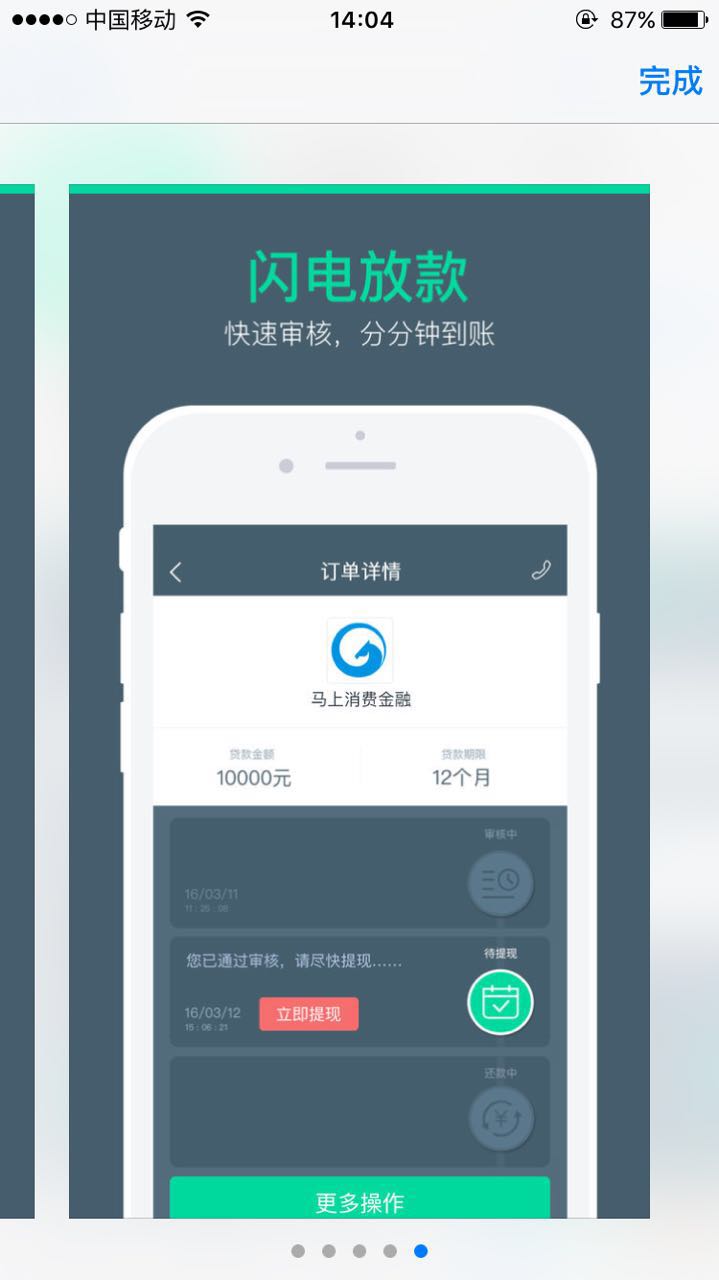 中国移动
14:04
87%
完成
闪电放款
快速审核，分分钟到账
订单详情
马上消费金融
贷款金额
贷款期限
10000元
12个月
审核中
16/03/11
11:25:08
您已通过审核，请尽快提现......
待提现
16/03/12
立即提现
15:06:21
还款中
更多操作